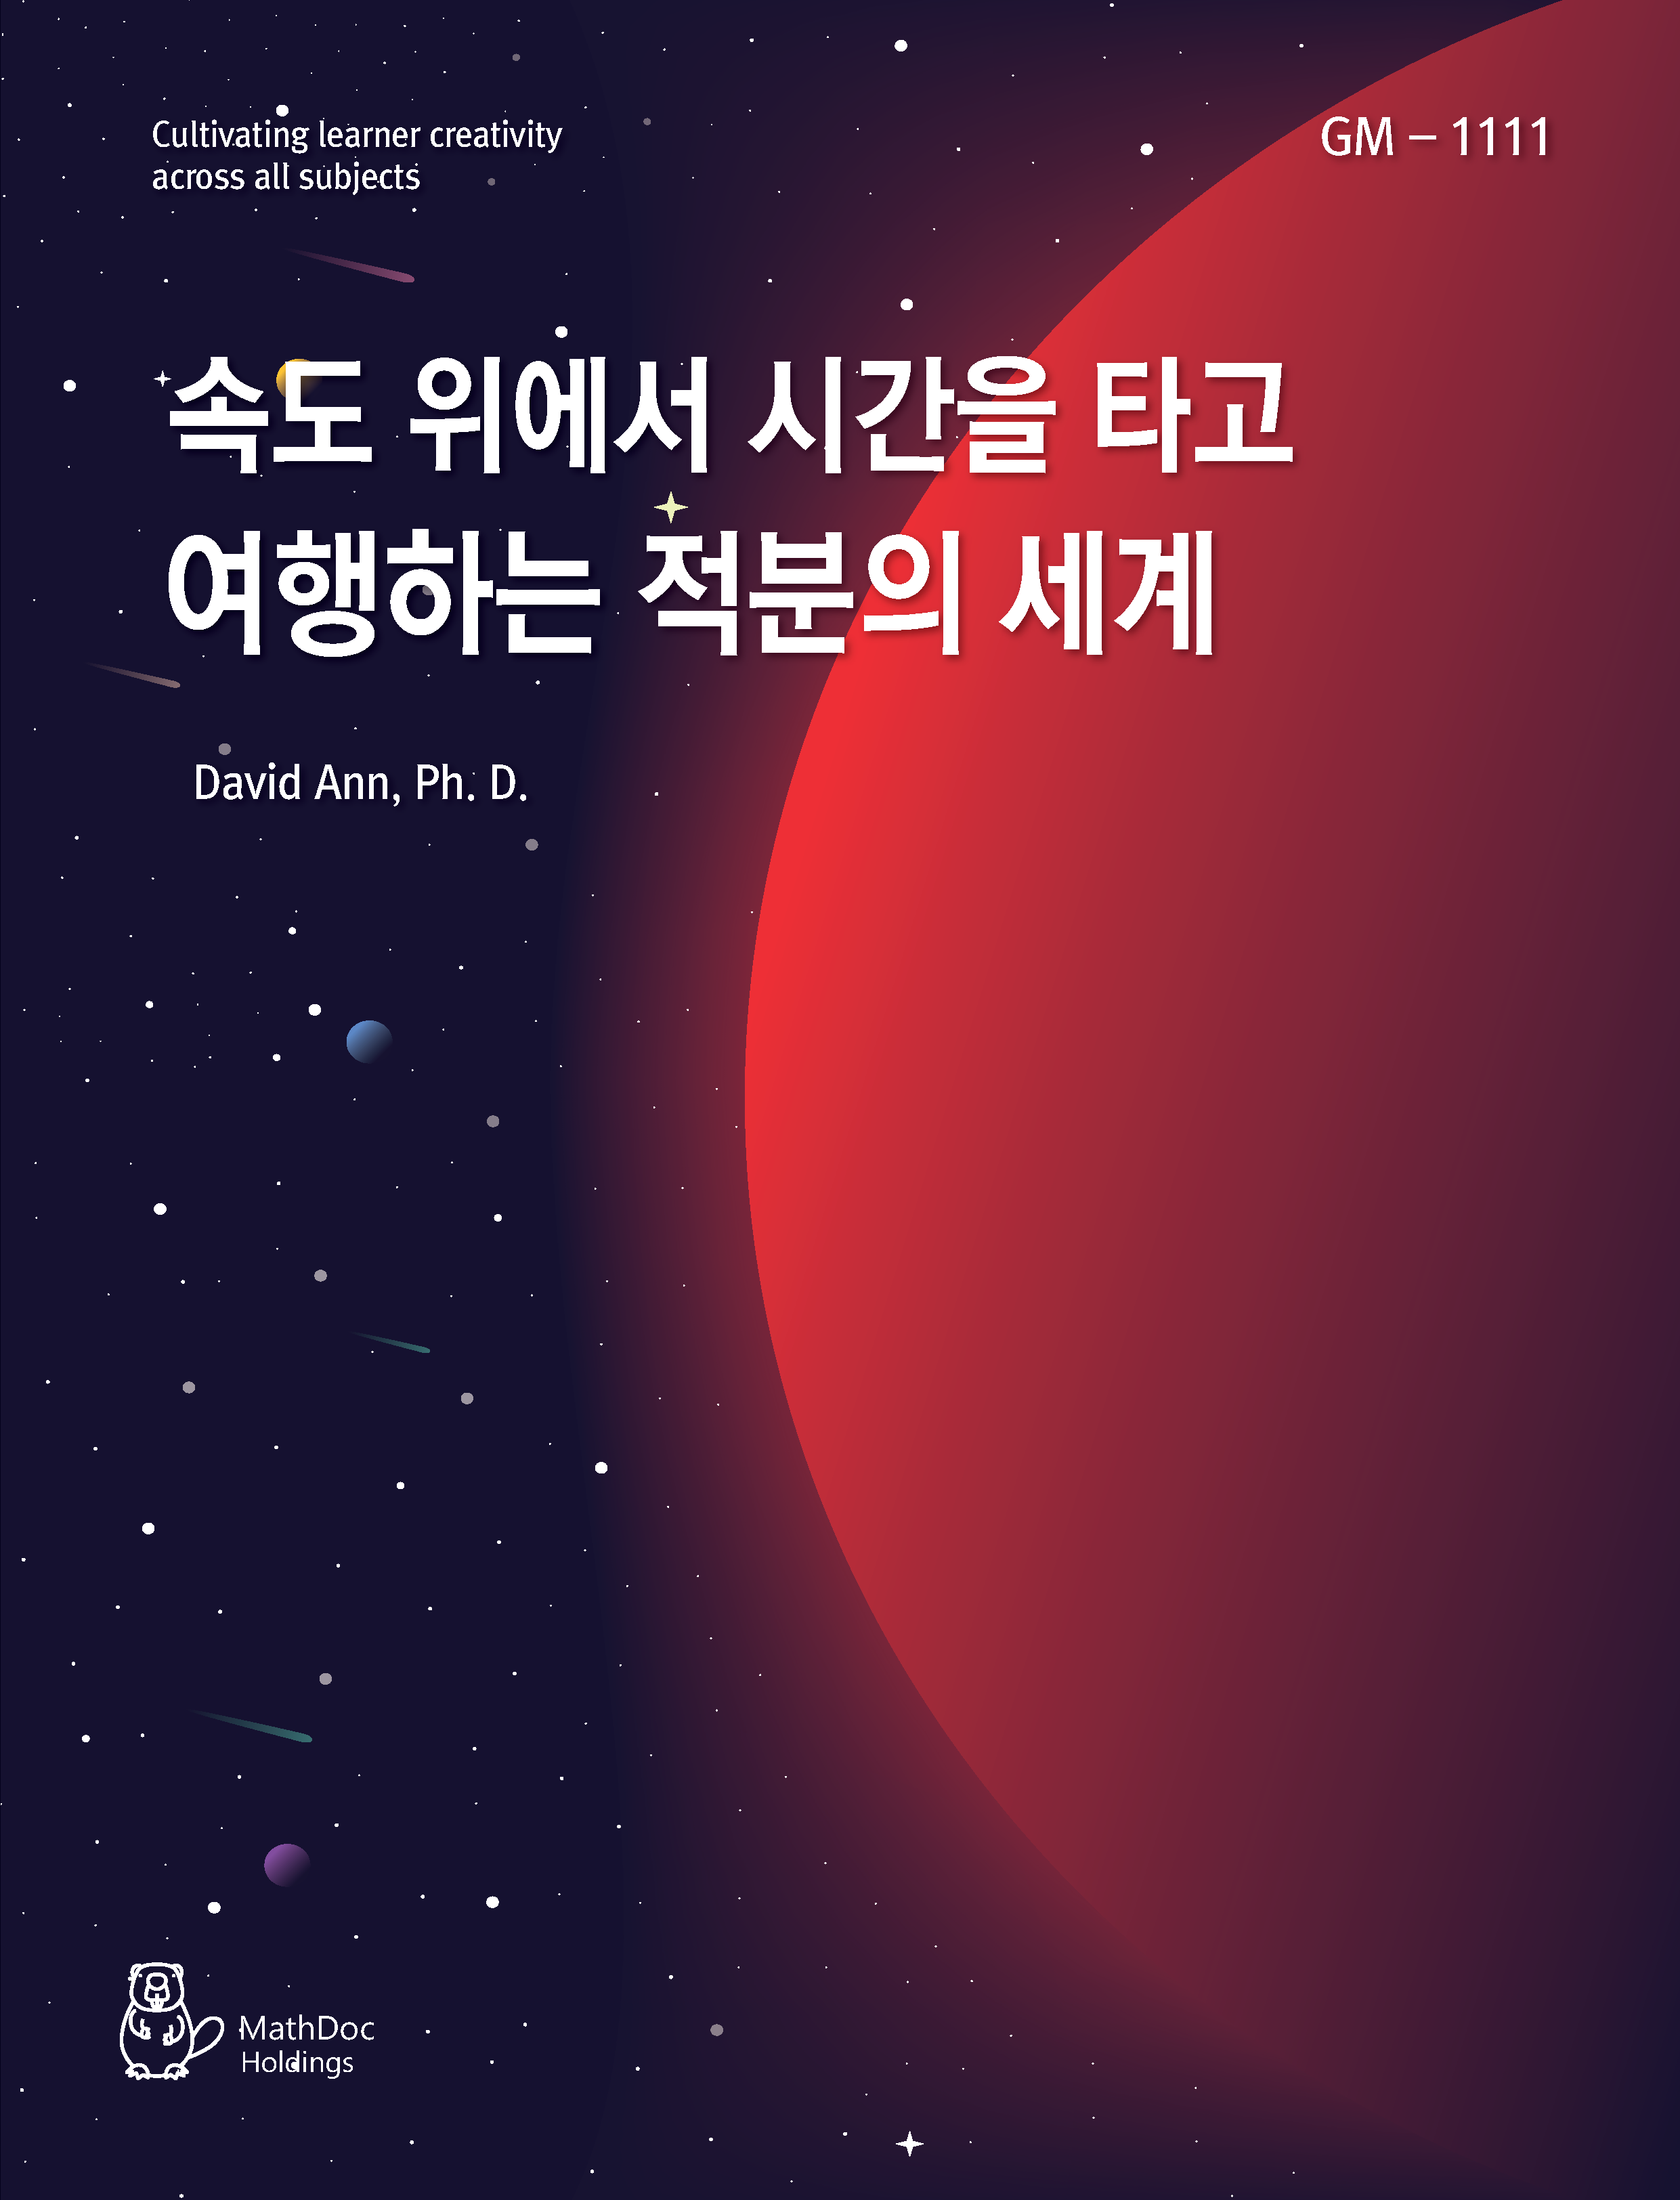 Cultivating learner creativity
across all subjects
GM – 1111
속도 위에서 시간을 타고
여행하는 적분의 세계
David Ann, Ph. D.
MathDoc
Holdings